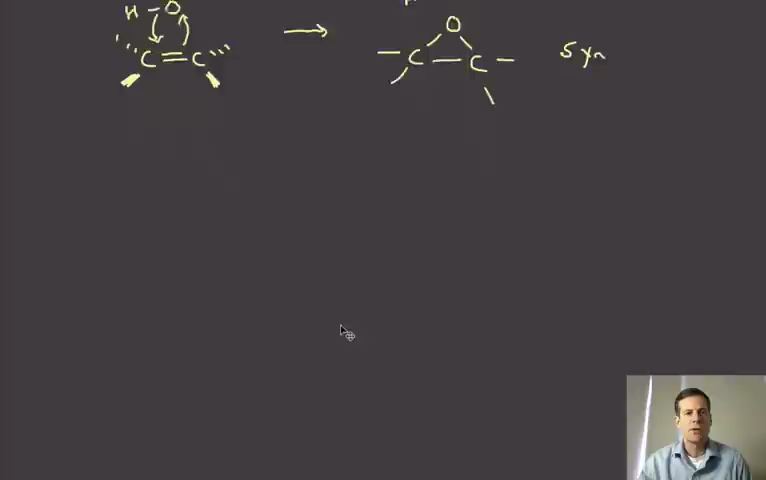 H - O
C = C
O
C - C
Syn